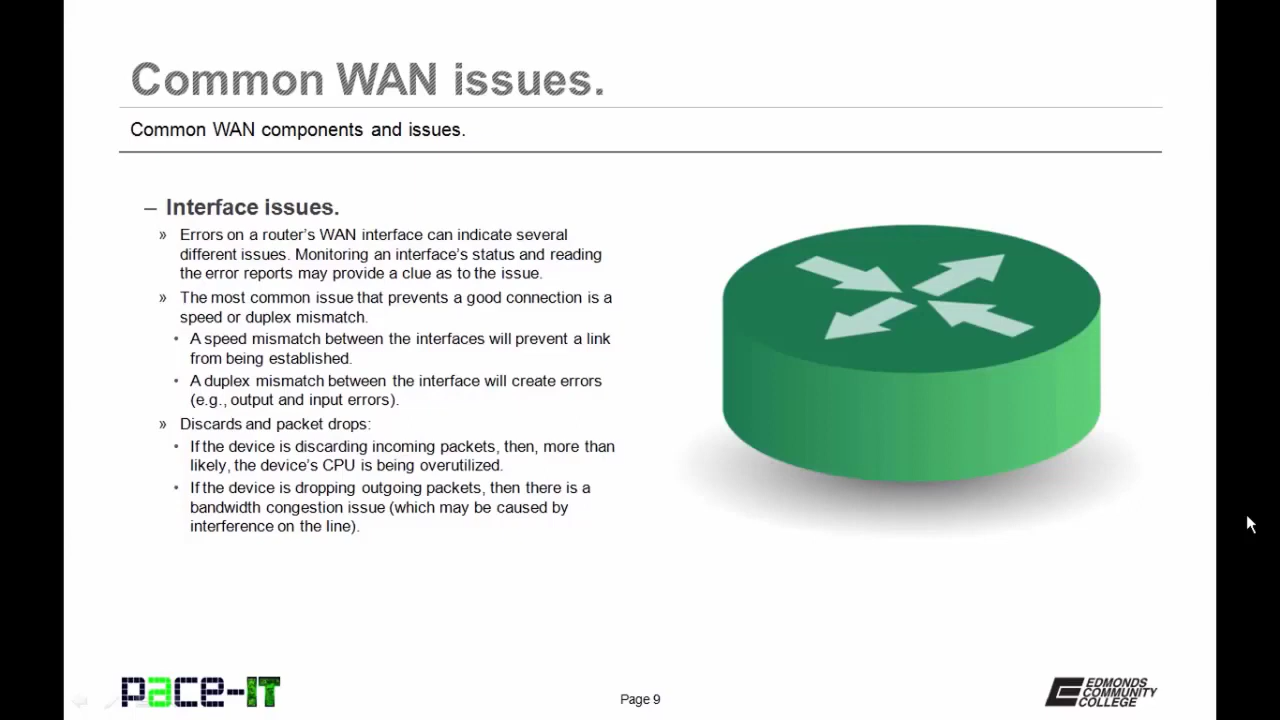 Common WAN issues.
Common WAN components and issues.
– Interface issues.
» Errors on a router's WAN interface can indicate several
different issues. Monitoring an interface's status and reading
the error reports may provide a clue as to the issue.
» The most common issue that prevents a good connection is a
speed or duplex mismatch.
• A speed mismatch between the interfaces will prevent a link
from being established.
• A duplex mismatch between the interface will create errors
(e.g., output and input errors).
» Discards and packet drops:
• If the device is discarding incoming packets, then, more than
likely, the device's CPU is being overutilized.
• If the device is dropping outgoing packets, then there is a
bandwidth congestion issue (which may be caused by
interference on the line).
pace-IT
Page 9
EDMONDS
COMMUNITY
COLLEGE